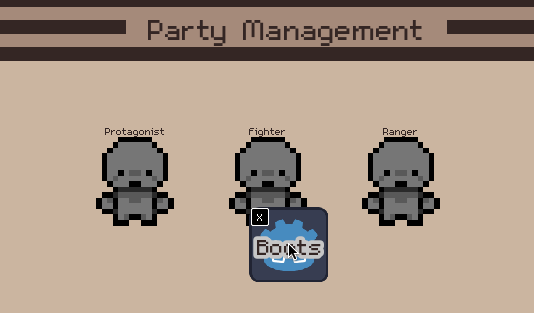 Party Management
Protagonist
Fighter
Ranger
x
Boots